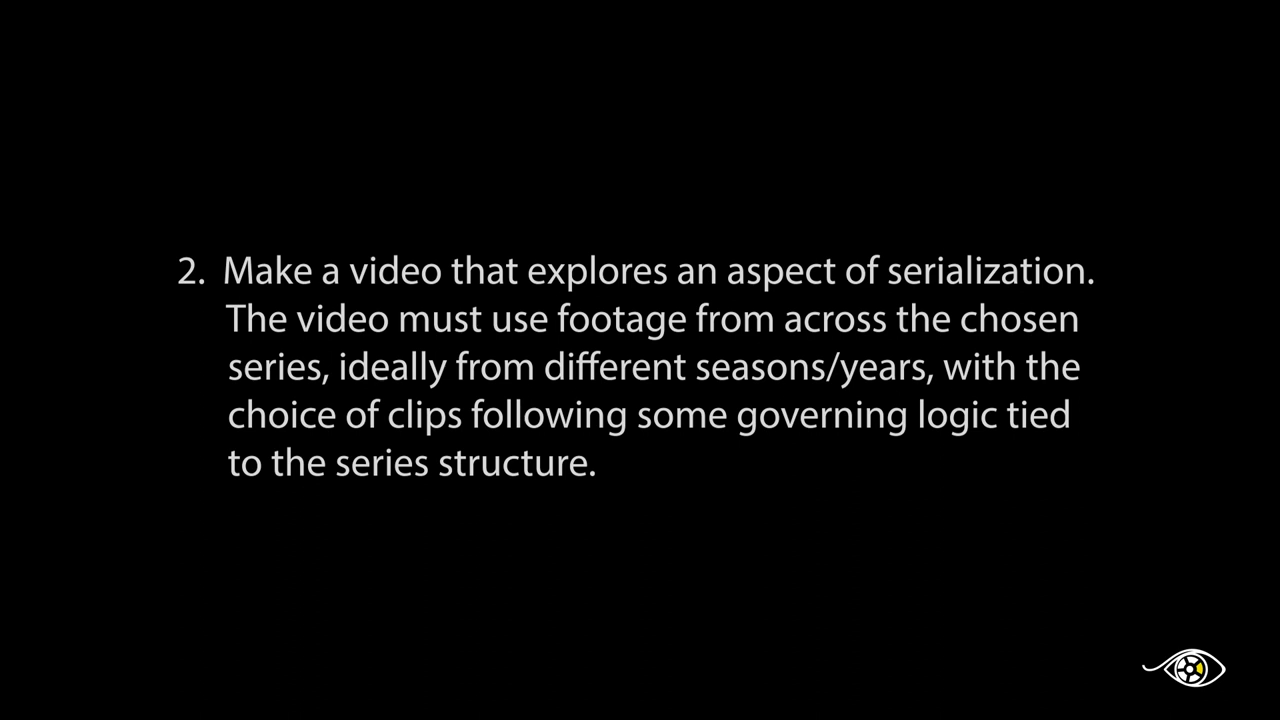 2. Make a video that explores an aspect of serialization.
The video must use footage from across the chosen
series, ideally from different seasons/years, with the
choice of clips following some governing logic tied
to the series structure.